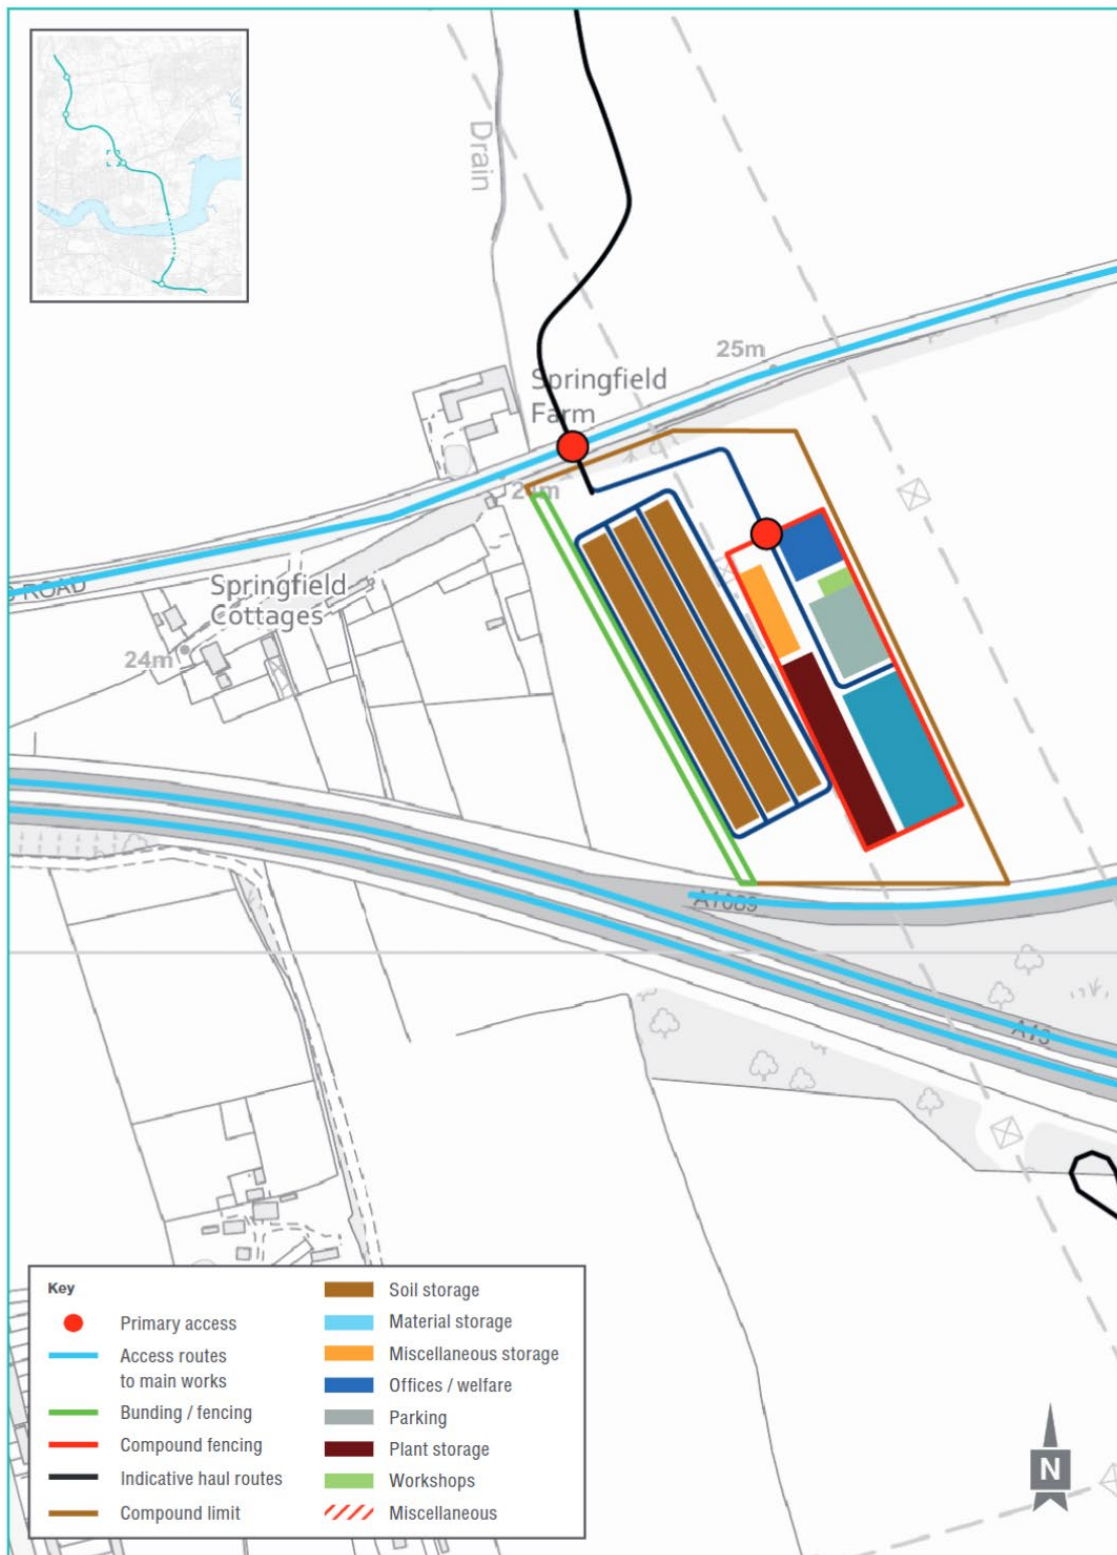 Drain
25m
Springfield
Farm
24m
ROAD
Springfield
Cottages
24m
A1089
A13
Key
Primary access
Access routes
to main works
Bunding / fencing
Compound fencing
Indicative haul routes
Compound limit
Soil storage
Material storage
Miscellaneous storage
Offices / welfare
Parking
Plant storage
Workshops
Miscellaneous
N